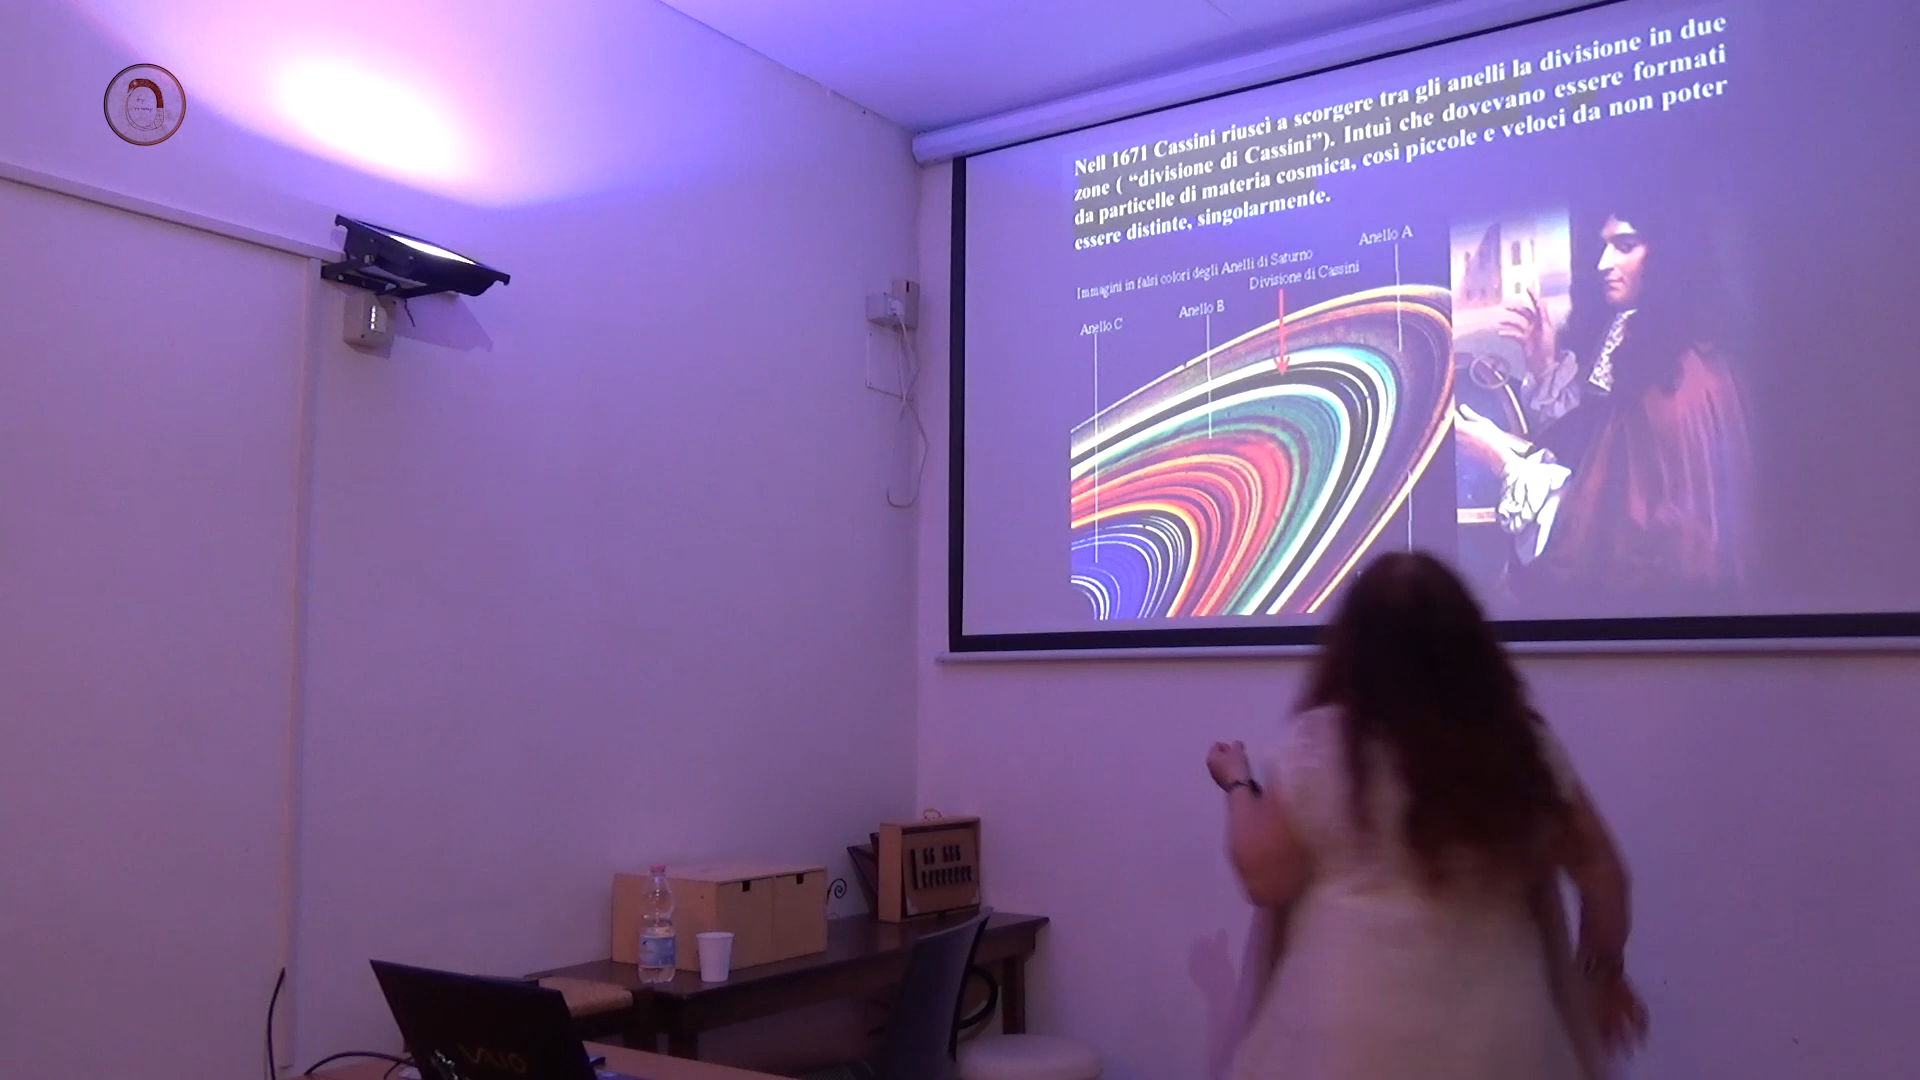 Nell 1671 Cassini riuscì a scorgere tra gli anelli la divisione in due
zone ( “divisione di Cassini”). Intuì che dovevano essere formati
da particelle di materia cosmica, così piccole e veloci da non poter
essere distinte, singolarmente.
Immagini in falsi colori degli Anelli di Saturno
Anello A
Divisione di Cassini
Anello B
Anello C
VAIO